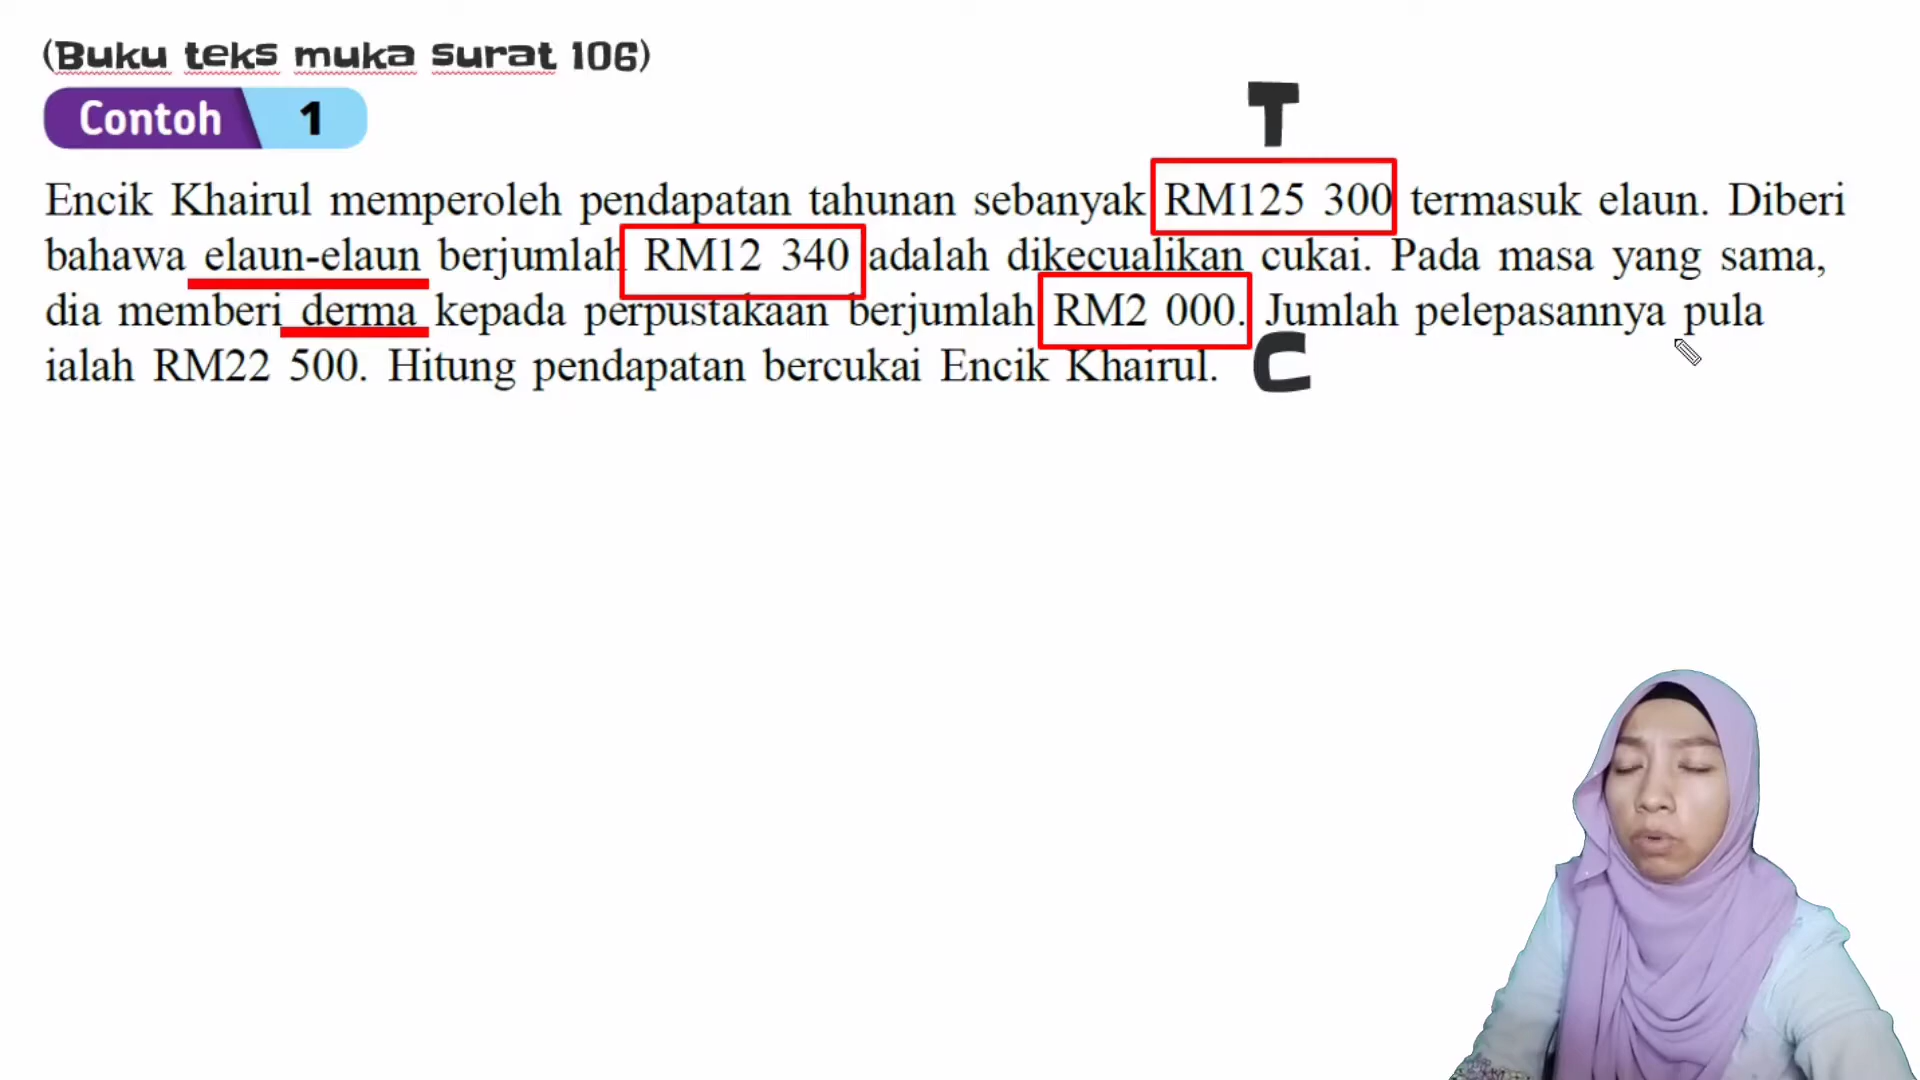 (Buku teks muka surat 106)
Contoh 1
T
Encik Khairul memperoleh pendapatan tahunan sebanyak RM125 300 termasuk elaun. Diberi
bahawa elaun-elaun berjumlah RM12 340 adalah dikecualikan cukai. Pada masa yang sama,
dia memberi derma kepada perpustakaan berjumlah RM2 000. Jumlah pelepasannya pula
ialah RM22 500. Hitung pendapatan bercukai Encik Khairul.
C